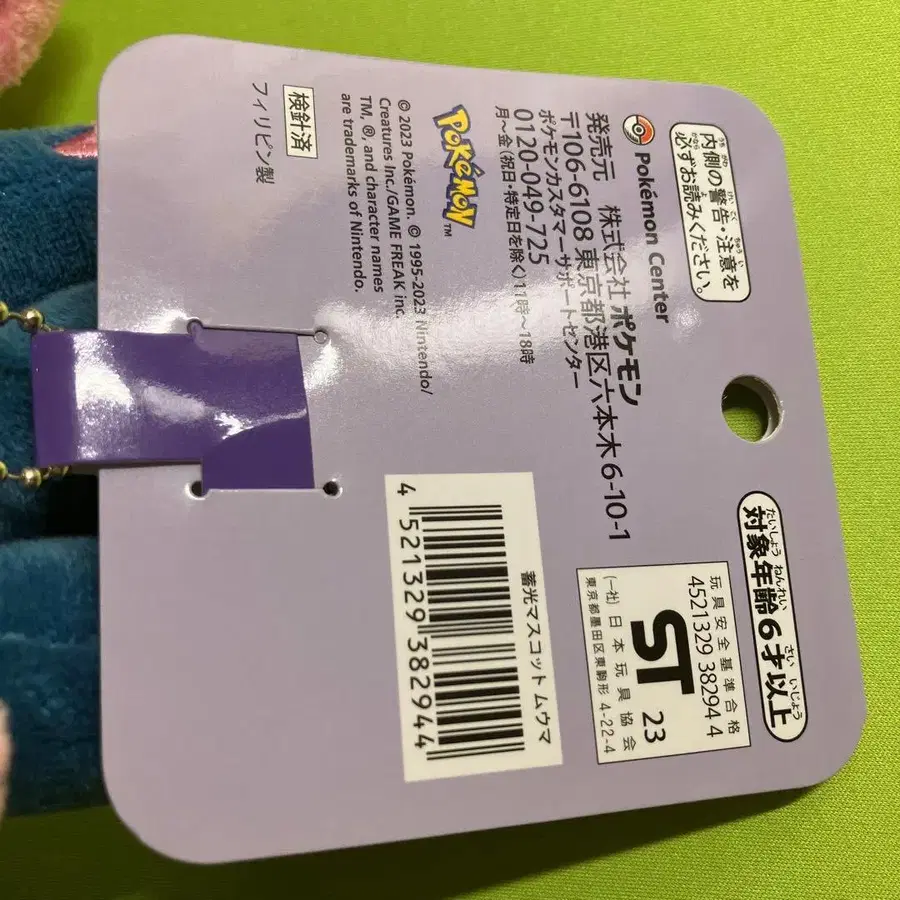 内側の警告・注意を
必ずお読みください。
対象年齢6才以上
Pokémon Center
発売元 株式会社ポケモン
〒106-6108 東京都港区六本木 6-10-1
ポケモンカスタマーサポートセンター
0120-049-725
月〜金(祝日・特定日を除く)11時〜18時
玩具安全基準合格
4521329 38294 4
ST 23
(一社)日本玩具協会
東京都墨田区東駒形 4-22-4
POKéMON™
© 2023 Pokémon. © 1995-2023 Nintendo/
Creatures Inc./GAME FREAK inc.
TM, ®, and character names
are trademarks of Nintendo.
検針済
フィリピン製
蓄光マスコット ムウマ
4 521329 382944